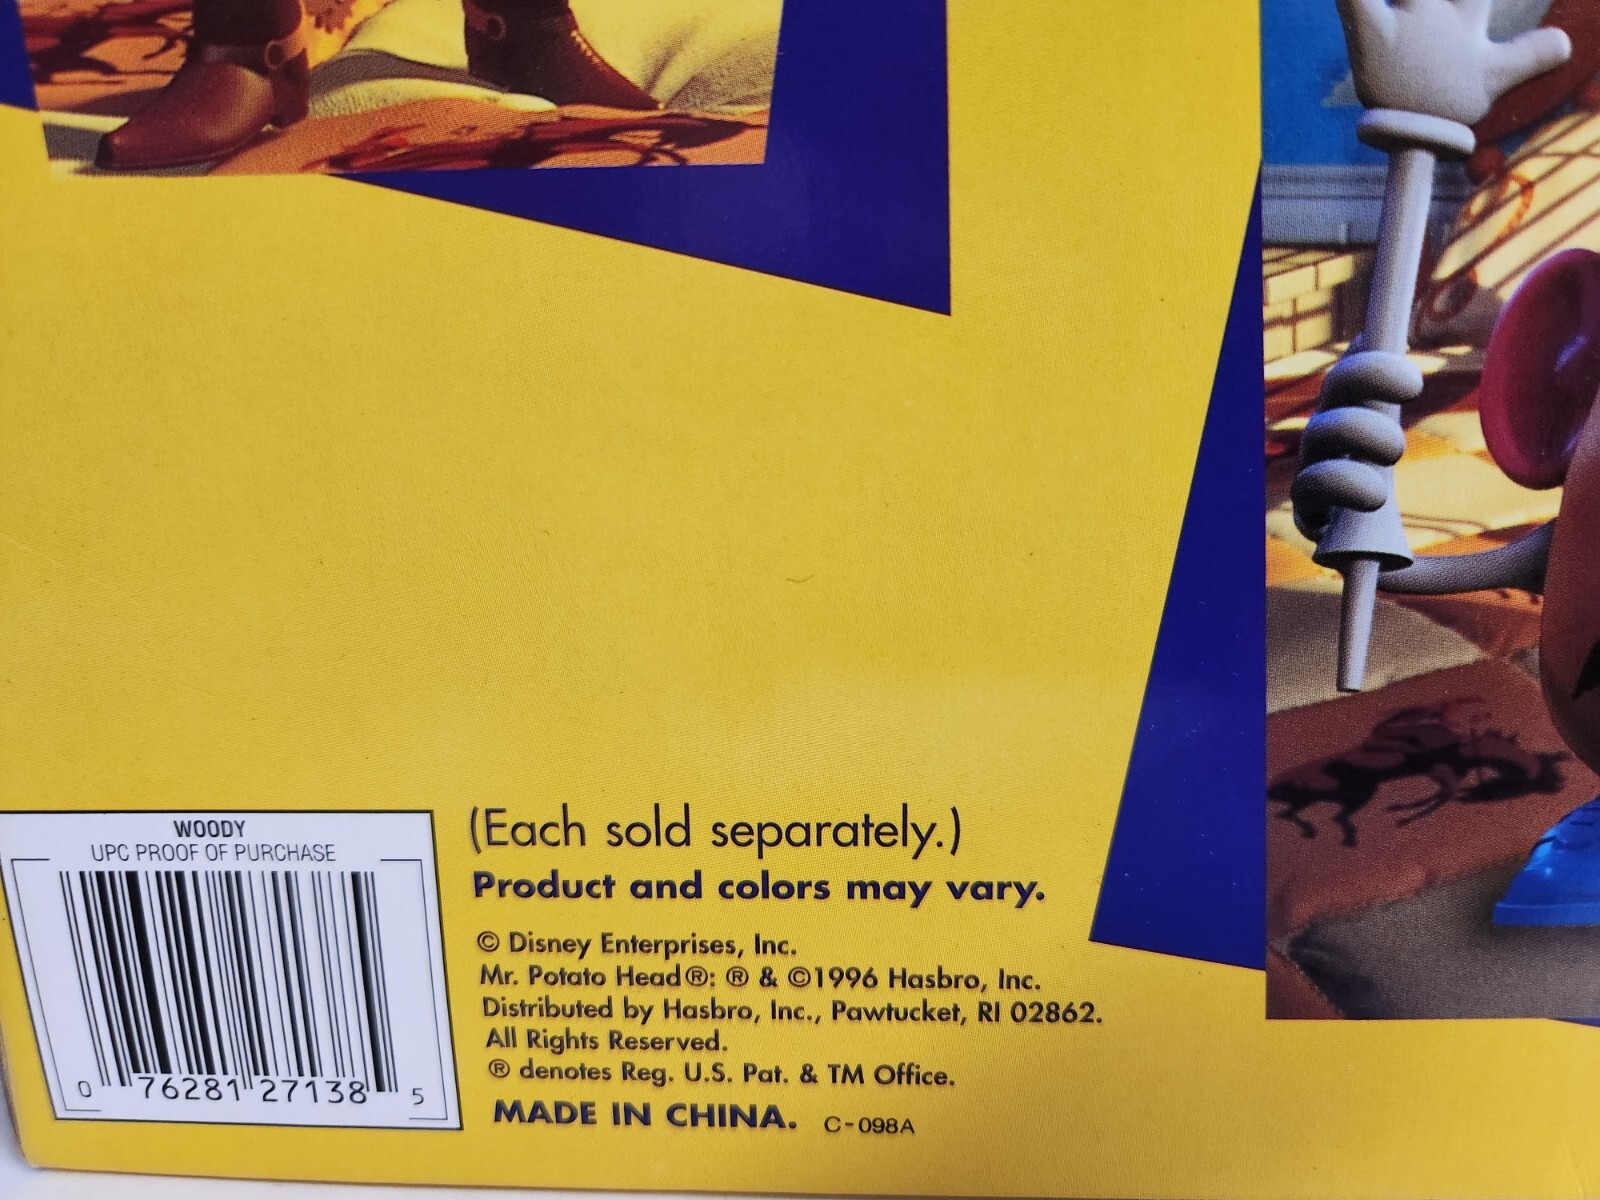 WOODY
UPC PROOF OF PURCHASE
0 76281 27138 5
(Each sold separately.)
Product and colors may vary.
© Disney Enterprises, Inc.
Mr. Potato Head®: ® & ©1996 Hasbro, Inc.
Distributed by Hasbro, Inc., Pawtucket, RI 02862.
All Rights Reserved.
® denotes Reg. U.S. Pat. & TM Office.
MADE IN CHINA. C-098A